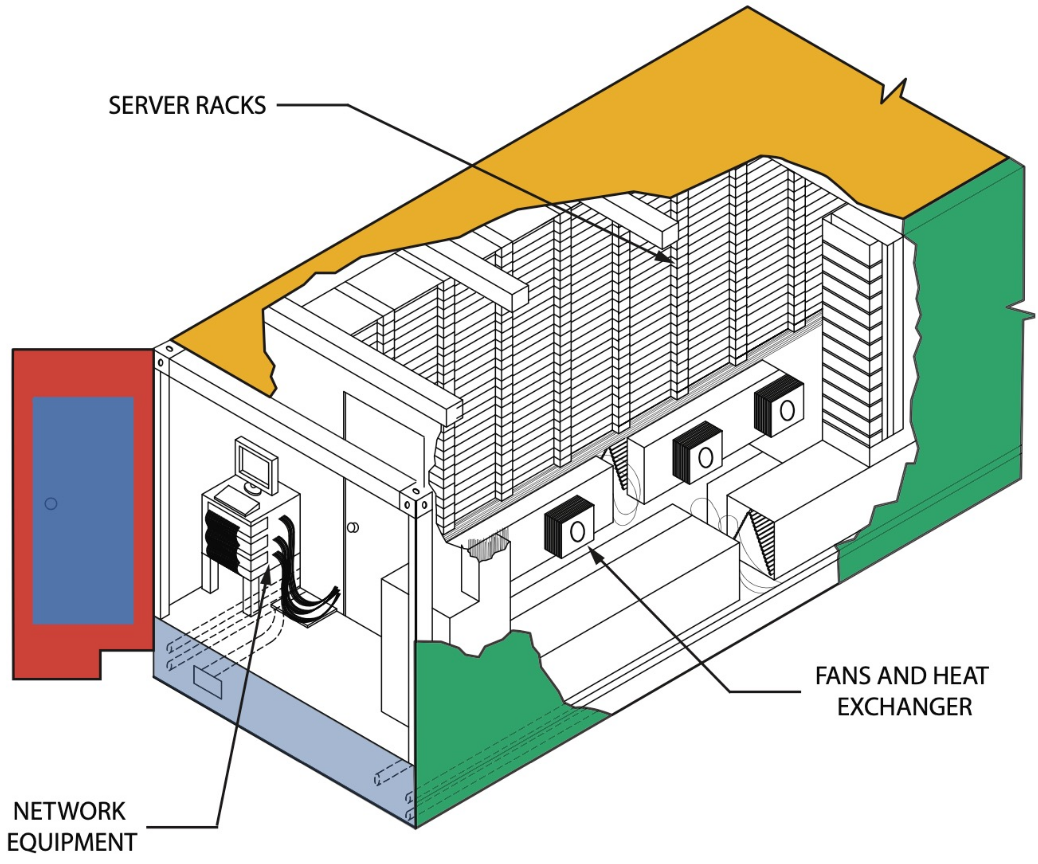 SERVER RACKS
FANS AND HEAT
EXCHANGER
NETWORK
EQUIPMENT